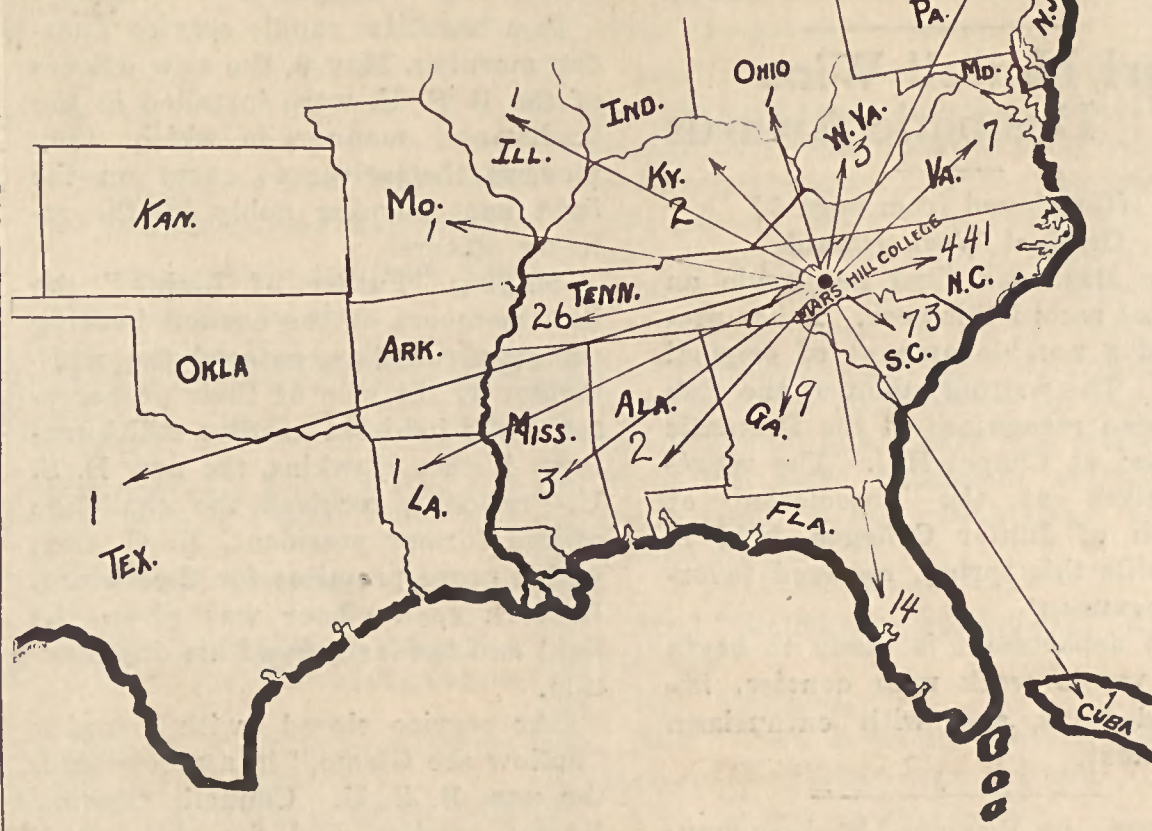 PA.
N.J.
OHIO
MD.
IND.
1
1
W.VA.
3
7
ILL.
KY.
VA.
2
KAN.
MO.
1
MARS HILL COLLEGE
441
N.C.
TENN.
26
73
S.C.
ARK.
OKLA
ALA.
9
GA.
MISS.
2
3
1
LA.
1
TEX.
FLA.
14
1
CUBA